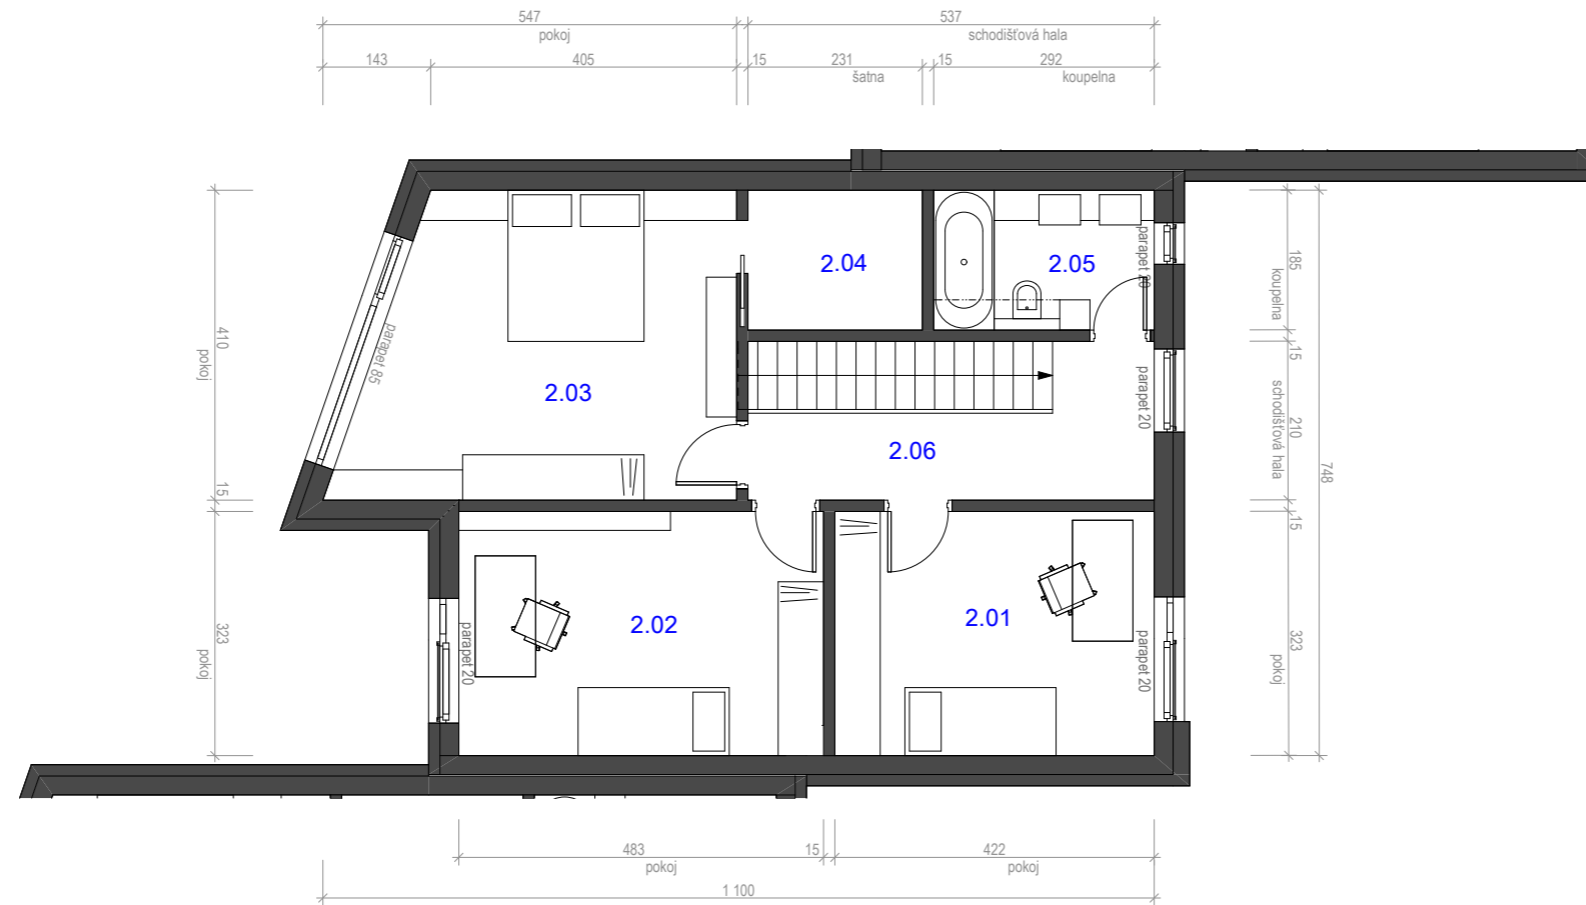 547
537
pokoj
schodišťová hala
143
405
15
231
15
292
šatna
koupelna
2.04
2.05
parapet 20
185
koupelna
410
pokoj
parapet 85
15
748
2.03
parapet 20
schodišťová hala
210
2.06
15
15
2.02
2.01
323
pokoj
parapet 20
parapet 20
323
pokoj
483
15
422
pokoj
pokoj
1 100